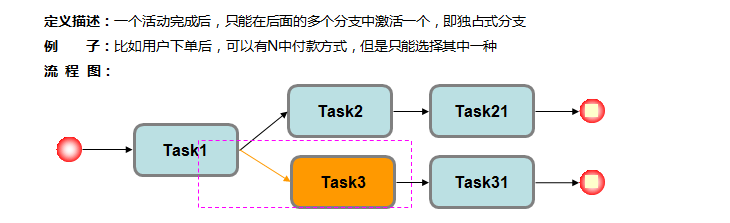 定义描述：一个活动完成后，只能在后面的多个分支中激活一个，即独占式分支
例　　子：比如用户下单后，可以有N中付款方式，但是只能选择其中一种
流 程 图：
Task2
Task21
Task1
Task3
Task31